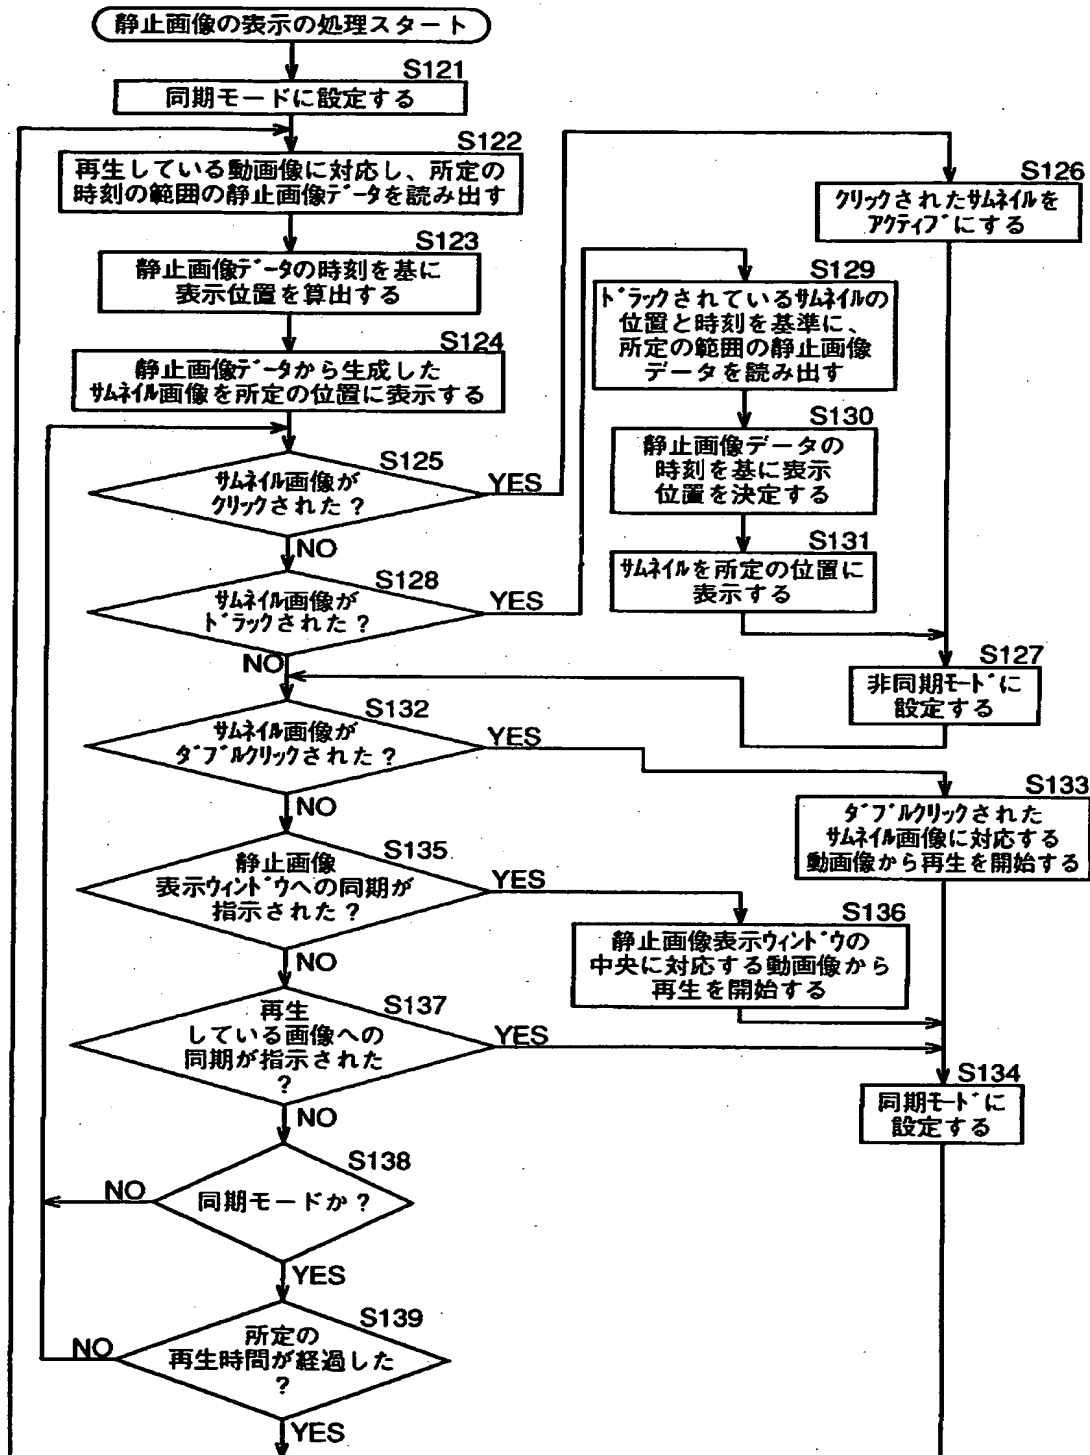 静止画像の表示の処理スタート
S121
同期モードに設定する
S122
再生している動画像に対応し、所定の
時刻の範囲の静止画像データを読み出す
S123
静止画像データの時刻を基に
表示位置を算出する
S124
静止画像データから生成した
サムネイル画像を所定の位置に表示する
S125
サムネイル画像が
クリックされた?
YES
NO
S126
クリックされたサムネイルを
アクティブにする
S128
サムネイル画像が
ドラックされた?
YES
NO
S129
ドラックされているサムネイルの
位置と時刻を基準に、
所定の範囲の静止画像
データを読み出す
S130
静止画像データの
時刻を基に表示
位置を決定する
S131
サムネイルを所定の位置に
表示する
S127
非同期モードに
設定する
S132
サムネイル画像が
ダブルクリックされた?
YES
NO
S133
ダブルクリックされた
サムネイル画像に対応する
動画像から再生を開始する
S135
静止画像
表示ウィンドウへの同期が
指示された?
YES
NO
S136
静止画像表示ウィンドウの
中央に対応する動画像から
再生を開始する
S137
再生
している画像への
同期が指示された
?
YES
NO
S134
同期モードに
設定する
S138
同期モードか?
NO
YES
S139
所定の
再生時間が経過した
?
NO
YES